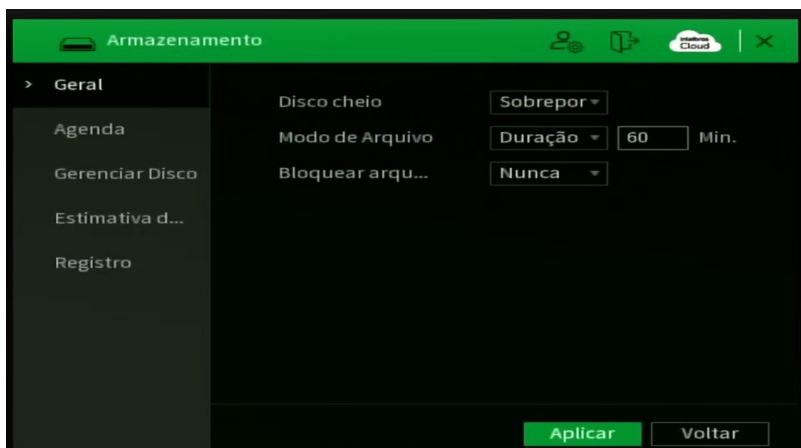 Armazenamento
intelbras
Cloud
Geral
Agenda
Gerenciar Disco
Estimativa d...
Registro
Disco cheio Sobrepor
Modo de Arquivo Duração 60 Min.
Bloquear arqu... Nunca
Aplicar Voltar